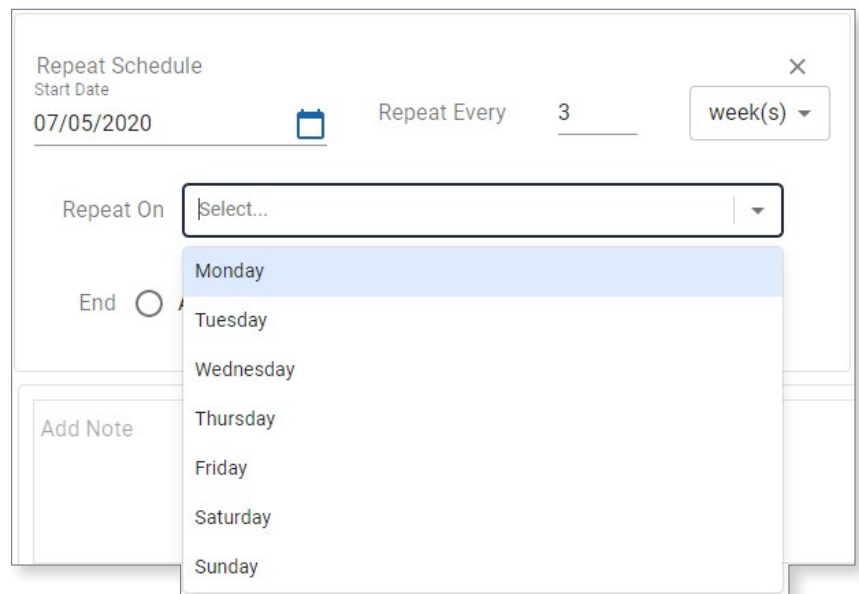 Repeat Schedule
Start Date
07/05/2020 Repeat Every 3 week(s)
Repeat On Select...
Monday
End
Tuesday
Wednesday
Thursday
Add Note
Friday
Saturday
Sunday